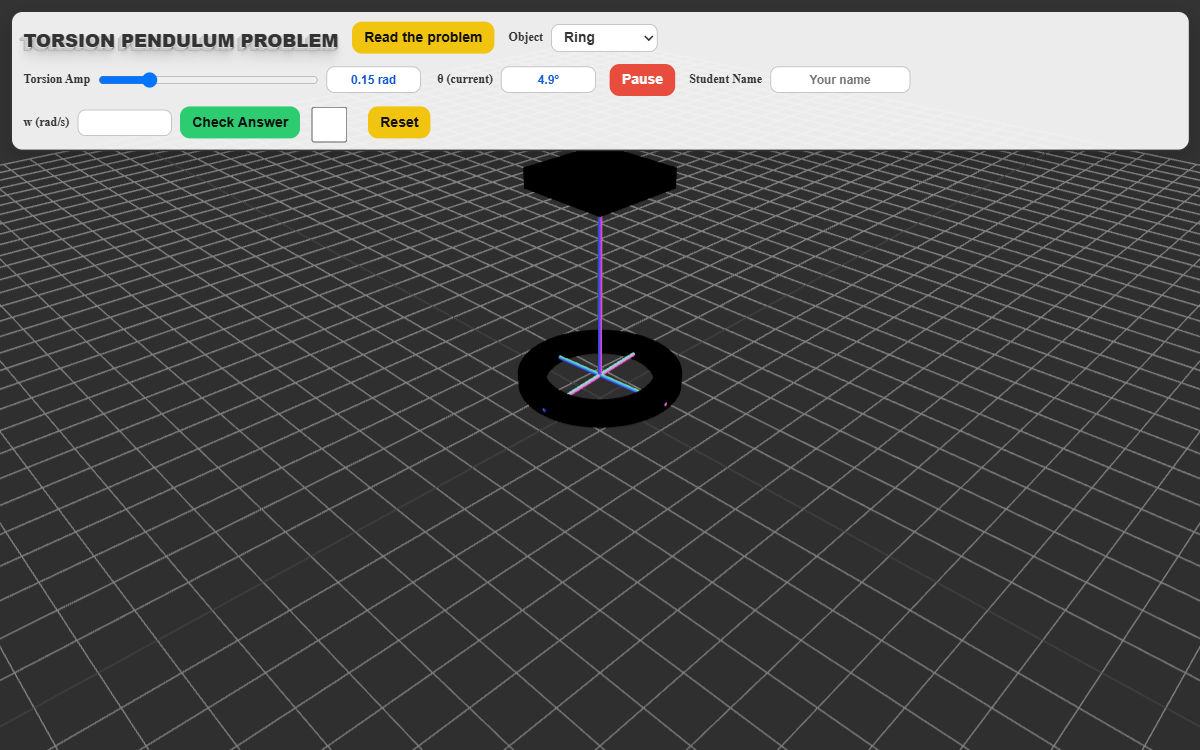 TORSION PENDULUM PROBLEM Read the problem Object Ring
Torsion Amp 0.15 rad θ (current) 4.9° Pause Student Name Your name
w (rad/s) Check Answer Reset